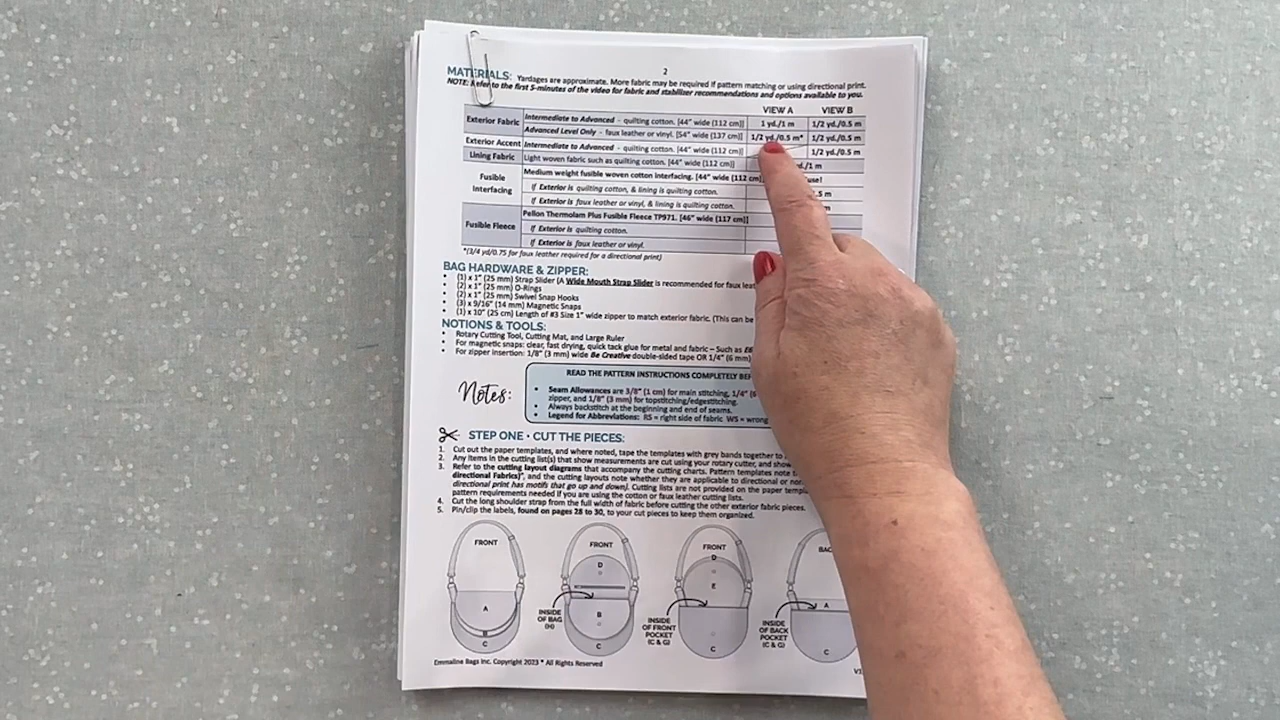 2
MATERIALS: Yardages are approximate. More fabric may be required if pattern matching or using directional print.
NOTE: Refer to the first 5-minutes of the video for fabric and stabilizer recommendations and options available to you.
VIEW A VIEW B
Exterior Fabric Intermediate to Advanced - quilting cotton. [44" wide (112 cm)] 1 yd./1 m 1/2 yd./0.5 m
Advanced Level Only - faux leather or vinyl. [54" wide (137 cm)] 1/2 yd./0.5 m* 1/2 yd./0.5 m
Exterior Accent Intermediate to Advanced - quilting cotton. [44" wide (112 cm)] 1/2 yd./0.5 m
Lining Fabric Light woven fabric such as quilting cotton. [44" wide (112 cm)] /1 m
Fusible Interfacing Medium weight fusible woven cotton interfacing. [44" wide (112 cm)]
If Exterior is quilting cotton, & lining is quilting cotton. .5 m
If Exterior is faux leather or vinyl, & lining is quilting cotton. m
Fusible Fleece Pellon Thermolam Plus Fusible Fleece TP971. [46" wide (117 cm)]
If Exterior is quilting cotton.
If Exterior is faux leather or vinyl.
*(3/4 yd/0.75 for faux leather required for a directional print)
BAG HARDWARE & ZIPPER:
• (1) x 1" (25 mm) Strap Slider (A Wide Mouth Strap Slider is recommended for faux
• (2) x 1" (25 mm) O-Rings
• (2) x 1" (25 mm) Swivel Snap Hooks
• (3) x 9/16" (14 mm) Magnetic Snaps
• (1) x 10" (25 cm) Length of #3 Size 1" wide zipper to match exterior fabric. (This can be
NOTIONS & TOOLS:
• Rotary Cutting Tool, Cutting Mat, and Large Ruler
• For magnetic snaps: clear, fast drying, quick tack glue for metal and fabric – Such as
• For zipper insertion: 1/8" (3 mm) wide Be Creative double-sided tape OR 1/4" (6 mm)
READ THE PATTERN INSTRUCTIONS COMPLETELY
Notes:
• Seam Allowances are 3/8" (1 cm) for main stitching, 1/4"
zipper, and 1/8" (3 mm) for topstitching/edgestitching.
• Always backstitch at the beginning and end of seams.
• Legend for Abbreviations: RS = right side of fabric WS = wrong
STEP ONE • CUT THE PIECES:
1. Cut out the paper templates, and where noted, tape the templates with grey bands together to
2. Any items in the cutting list(s) that show measurements are cut using your rotary cutter, and
3. Refer to the cutting layout diagrams that accompany the cutting charts. Pattern templates note
directional Fabrics)", and the cutting layouts note whether they are applicable to directional or
directional print has motifs that go up and down). Cutting lists are not provided on the paper
pattern requirements needed if you are using the cotton or faux leather cutting lists.
4. Cut the long shoulder strap from the full width of fabric before cutting the other exterior fabric pieces.
5. Pin/clip the labels, found on pages 28 to 30, to your cut pieces to keep them organized.
FRONT FRONT FRONT BAC
A B C
D B C
INSIDE OF BAG (H)
D E C
INSIDE OF FRONT POCKET (C & G)
A C
INSIDE OF BACK POCKET (C & G)
Emmaline Bags Inc. Copyright 2023 * All Rights Reserved